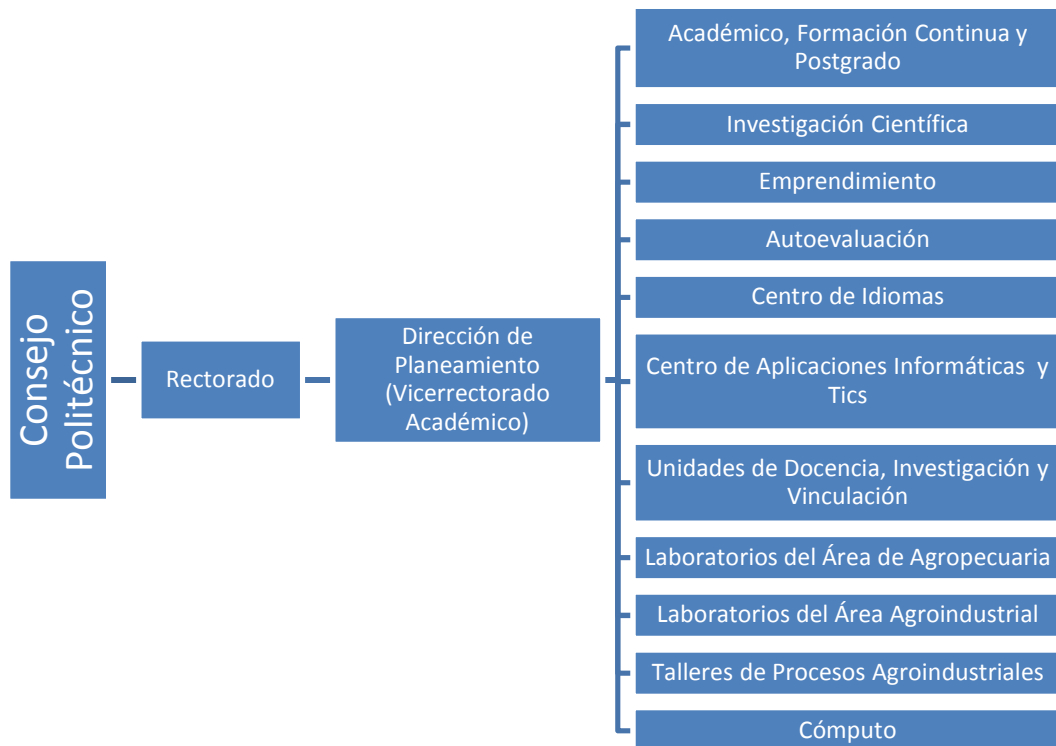 Consejo
Politécnico
Rectorado
Dirección de
Planeamiento
(Vicerrectorado
Académico)
Académico, Formación Continua y
Postgrado
Investigación Científica
Emprendimiento
Autoevaluación
Centro de Idiomas
Centro de Aplicaciones Informáticas  y
Tics
Unidades de Docencia, Investigación y
Vinculación
Laboratorios del Área de Agropecuaria
Laboratorios del Área Agroindustrial
Talleres de Procesos Agroindustriales
Cómputo